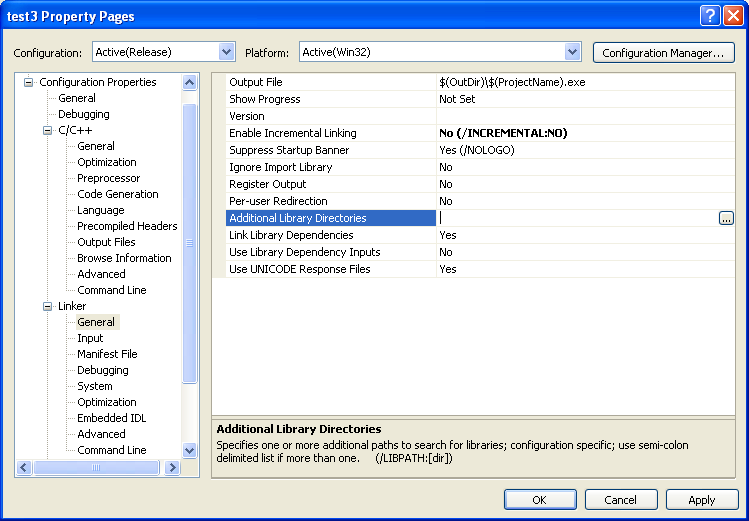 test3 Property Pages
Configuration: Active(Release) Platform: Active(Win32) Configuration Manager...
Configuration Properties
General
Debugging
C/C++
General
Optimization
Preprocessor
Code Generation
Language
Precompiled Headers
Output Files
Browse Information
Advanced
Command Line
Linker
General
Input
Manifest File
Debugging
System
Optimization
Embedded IDL
Advanced
Command Line
Output File $(OutDir)\$(ProjectName).exe
Show Progress Not Set
Version
Enable Incremental Linking No (/INCREMENTAL:NO)
Suppress Startup Banner Yes (/NOLOGO)
Ignore Import Library No
Register Output No
Per-user Redirection No
Additional Library Directories ...
Link Library Dependencies Yes
Use Library Dependency Inputs No
Use UNICODE Response Files Yes
Additional Library Directories
Specifies one or more additional paths to search for libraries; configuration specific; use semi-colon
delimited list if more than one. (/LIBPATH:[dir])
OK Cancel Apply